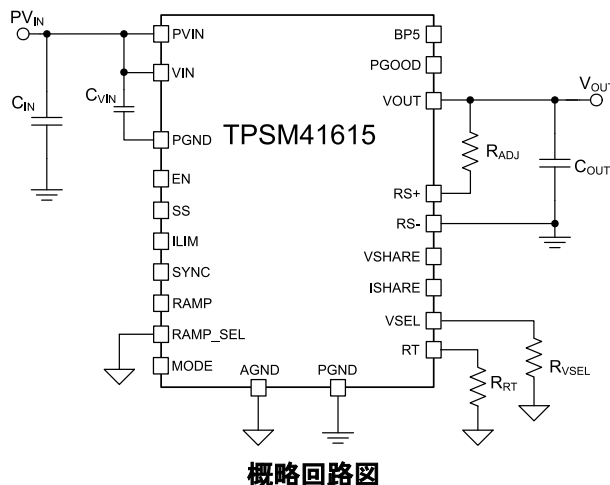 PVIN
CIN
CVIN
PVIN
VIN
PGND
EN
SS
ILIM
SYNC
RAMP
RAMP_SEL
MODE
AGND
PGND
TPSM41615
BP5
PGOOD
VOUT
RS+
RS-
VSHARE
ISHARE
VSEL
RT
VOUT
RADJ
COUT
RVSEL
RRT
概略回路図